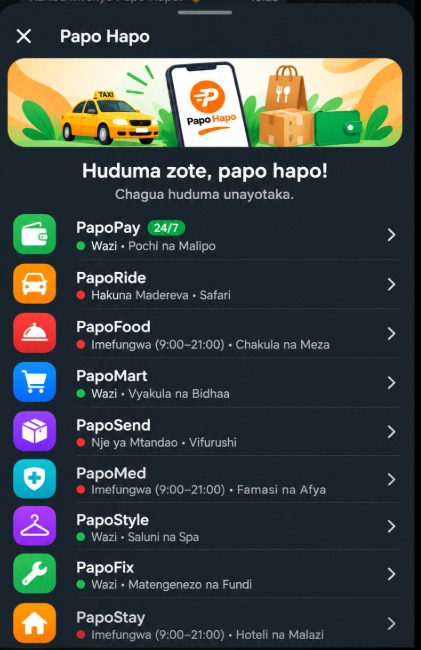 Papo Hapo
TAXI
Papo Hapo
Huduma zote, papo hapo!
Chagua huduma unayotaka.
PapoPay 24/7
Wazi • Pochi na Malipo
PapoRide
Hakuna Madereva • Safari
PapoFood
Imefungwa (9:00–21:00) • Chakula na Meza
PapoMart
Wazi • Vyakula na Bidhaa
PapoSend
Nje ya Mtandao • Vifurushi
PapoMed
Imefungwa (9:00–21:00) • Famasi na Afya
PapoStyle
Wazi • Saluni na Spa
PapoFix
Wazi • Matengenezo na Fundi
PapoStay
Imefungwa (9:00–21:00) • Hoteli na Malazi